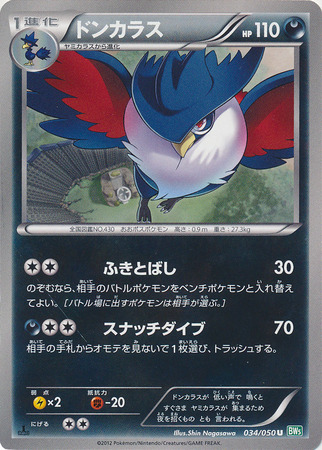 1進化
ドンカラス
HP 110
ヤミカラスから進化
全国図鑑NO.430 おおボスポケモン 高さ:0.9m 重さ:27.3kg
ふきとばし 30
のぞむなら、相手のバトルポケモンをベンチポケモンと入れ替
えてよい。[バトル場に出すポケモンは相手が選ぶ。]
スナッチダイブ 70
相手の手札からオモテを見ないで1枚選び、トラッシュする。
弱点 抵抗力
×2 -20
にげる
ドンカラスが 低い声で 鳴くと
すぐさま ヤミカラスが 集まるため
夜を招くもの とも言う。
Illus.Shin Nagasawa
034/050 U BW5
©2012 Pokémon/Nintendo/Creatures/GAME FREAK.